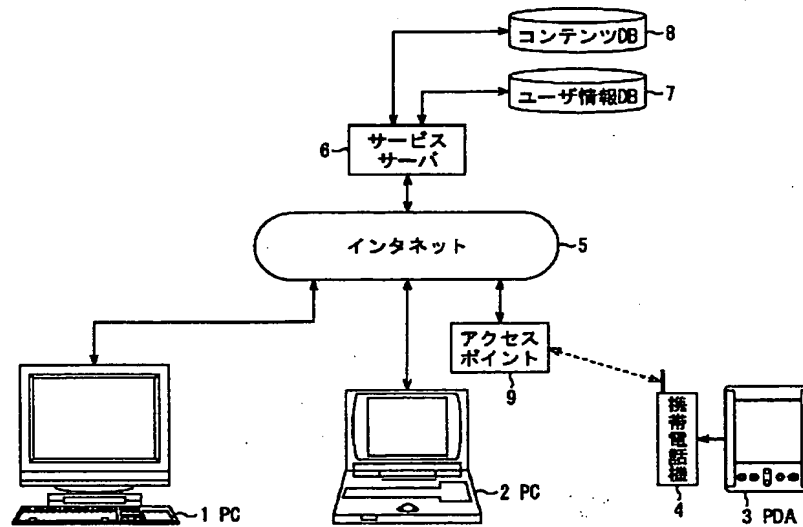 コンテンツDB 8
ユーザ情報DB 7
6 サービス
サーバ
インタネット 5
アクセス
ポイント
9
携帯電話機
4
1 PC
2 PC
3 PDA